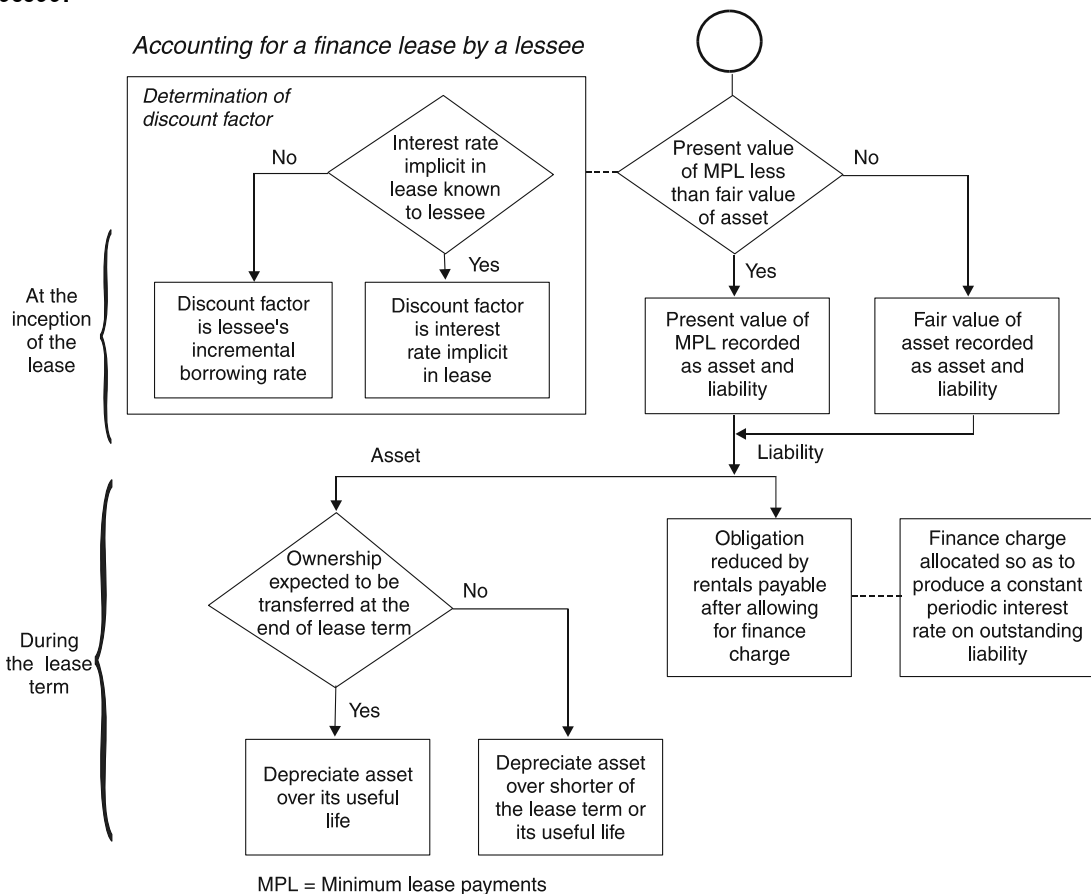 Accounting for a finance lease by a lessee
Determination of
discount factor
No
Interest rate
implicit in
lease known
to lessee
Yes
Discount factor
is lessee's
incremental
borrowing rate
Discount factor
is interest
rate implicit
in lease
Present value
of MPL less
than fair value
of asset
No
Yes
Present value of
MPL recorded
as asset and
liability
Fair value of
asset recorded
as asset and
liability
At the
inception
of the
lease
Asset
Liability
Ownership
expected to be
transferred at the
end of lease term
No
Yes
Obligation
reduced by
rentals payable
after allowing
for finance
charge
Finance charge
allocated so as to
produce a constant
periodic interest
rate on outstanding
liability
During
the lease
term
Depreciate asset
over its useful
life
Depreciate asset
over shorter of
the lease term or
its useful life
MPL = Minimum lease payments